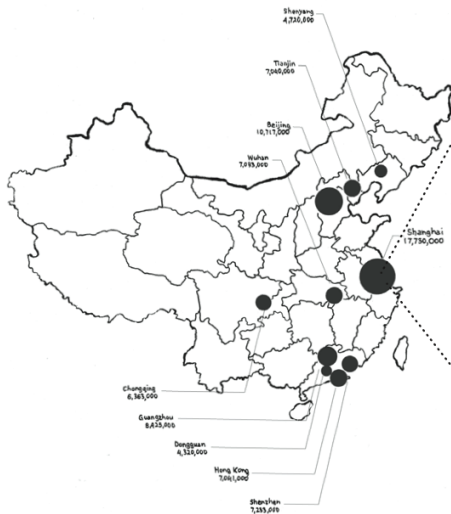 Shenyang
4,720,000
Tianjin
7,040,000
Beijing
10,717,000
Wuhan
7,093,000
Shanghai
17,750,000
Chongqing
6,363,000
Guangzhou
8,425,000
Dongguan
4,320,000
Hong Kong
7,041,000
Shenzhen
7,233,000